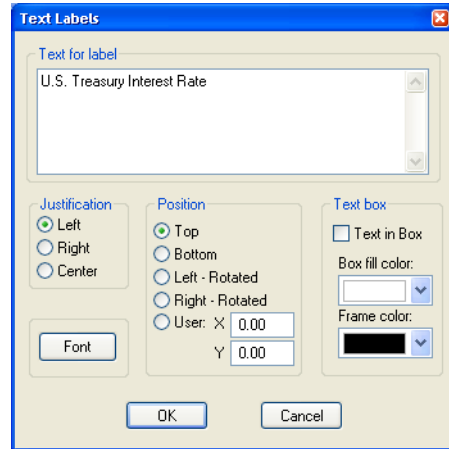 Text Labels
Text for label
U.S. Treasury Interest Rate
Justification
Left
Right
Center
Font
Position
Top
Bottom
Left - Rotated
Right - Rotated
User: X 0.00
Y 0.00
Text box
Text in Box
Box fill color:
Frame color:
OK
Cancel